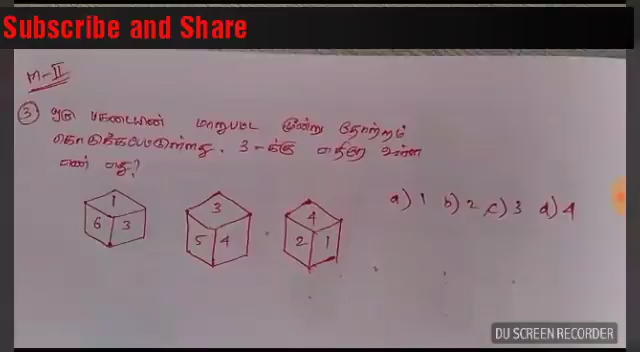 Subscribe and Share
M-II
3 ஒரு பகடையின் மாறுபட்ட மூன்று தோற்றம்
கொடுக்கப்பட்டுள்ளது. 3-க்கு எதிரே உள்ள
எண் எது?
1
6 3
3
5 4
4
2 1
a) 1 b) 2 c) 3 d) 4
DU SCREEN RECORDER